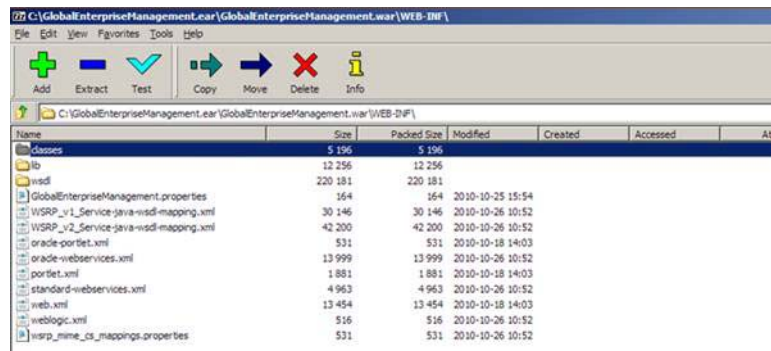 C:\GlobalEnterpriseManagement.ear\GlobalEnterpriseManagement.war\WEB-INF\
File Edit View Favorites Tools Help
Add Extract Test Copy Move Delete Info
C:\GlobalEnterpriseManagement.ear\GlobalEnterpriseManagement.war\WEB-INF\
Name Size Packed Size Modified Created Accessed At
classes 5 196 5 196
lib 12 256 12 256
wsdl 220 181 220 181
GlobalEnterpriseManagement.properties 164 164 2010-10-25 15:54
WSRP_v1_Service-java-wsdl-mapping.xml 30 146 30 146 2010-10-26 10:52
WSRP_v2_Service-java-wsdl-mapping.xml 42 200 42 200 2010-10-26 10:52
oracle-portlet.xml 531 531 2010-10-18 14:03
oracle-webservices.xml 13 999 13 999 2010-10-26 10:52
portlet.xml 1 881 1 881 2010-10-18 14:03
standard-webservices.xml 4 963 4 963 2010-10-26 10:52
web.xml 13 454 13 454 2010-10-18 14:03
weblogic.xml 516 516 2010-10-26 10:52
wsrp_mime_cs_mappings.properties 531 531 2010-10-26 10:52